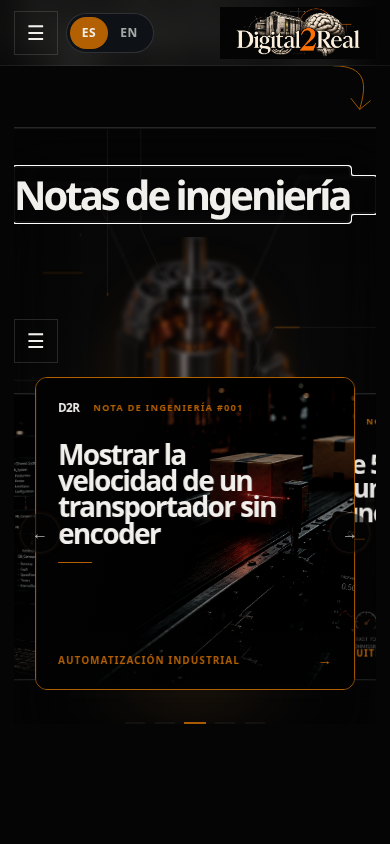 ☰
ES
EN
Digital2Real
Notas de ingeniería
☰
D2R NOTA DE INGENIERÍA #001
Mostrar la
velocidad de un
transportador sin
encoder
←
→
AUTOMATIZACIÓN INDUSTRIAL →